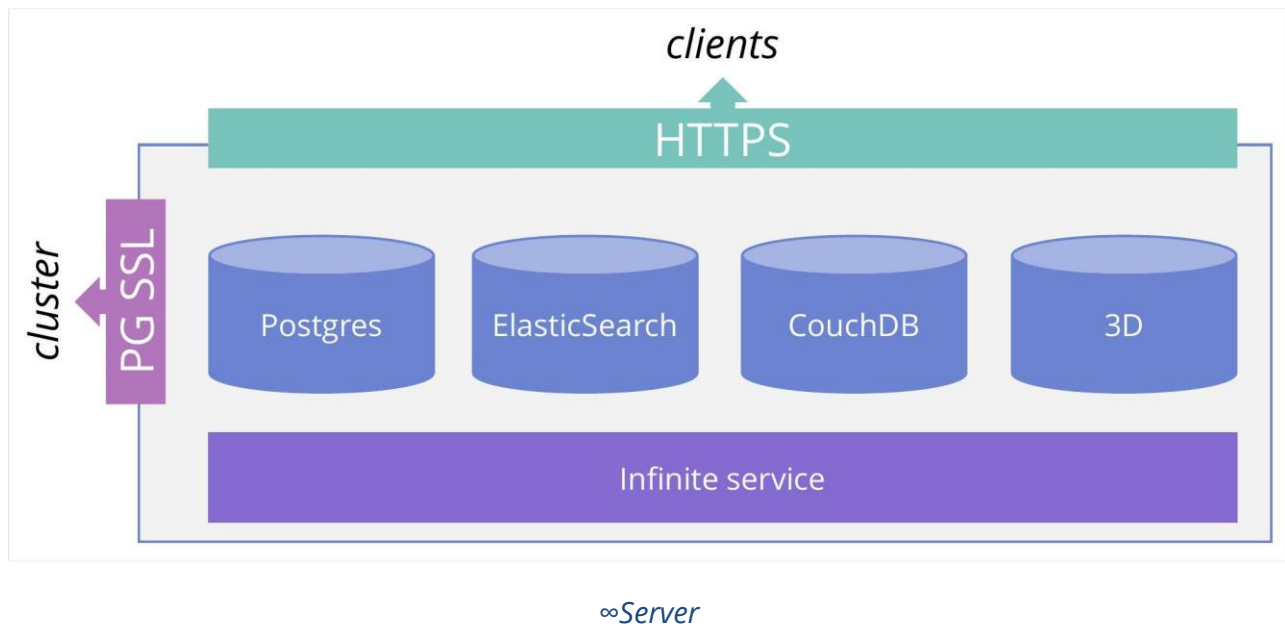 clients
HTTPS
cluster
PG SSL
Postgres
ElasticSearch
CouchDB
3D
Infinite service
∞Server